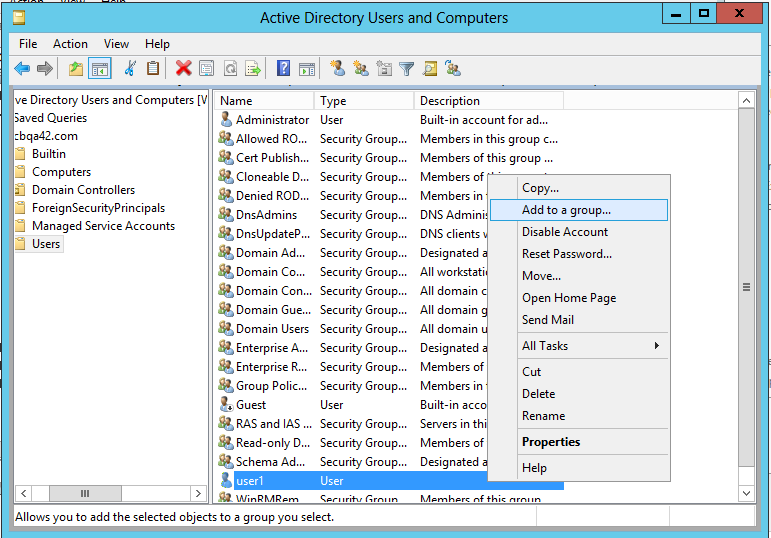 Active Directory Users and Computers
File Action View Help
ve Directory Users and Computers [W
Saved Queries
cbqa42.com
Builtin
Computers
Domain Controllers
ForeignSecurityPrincipals
Managed Service Accounts
Users
Name Type Description
Administrator User Built-in account for ad...
Allowed RO... Security Group... Members in this group c...
Cert Publish... Security Group... Members of this group ...
Cloneable D... Security Group... Members of this
Denied ROD... Security Group... Members in
DnsAdmins Security Group... DNS Adminis
DnsUpdateP... Security Group... DNS clients
Domain Ad... Security Group... Designated a
Domain Co... Security Group... All workstati
Domain Con... Security Group... All domain c
Domain Gue... Security Group... All domain g
Domain Users Security Group... All domain u
Enterprise A... Security Group... Designated a
Enterprise R... Security Group... Members of
Group Polic... Security Group... Members in
Guest User Built-in acco
RAS and IAS ... Security Group... Servers in thi
Read-only D... Security Group... Members of
Schema Ad... Security Group... Designated a
user1 User
WinRMRem... Security Group... Members of this group
Copy...
Add to a group...
Disable Account
Reset Password...
Move...
Open Home Page
Send Mail
All Tasks
Cut
Delete
Rename
Properties
Help
Allows you to add the selected objects to a group you select.